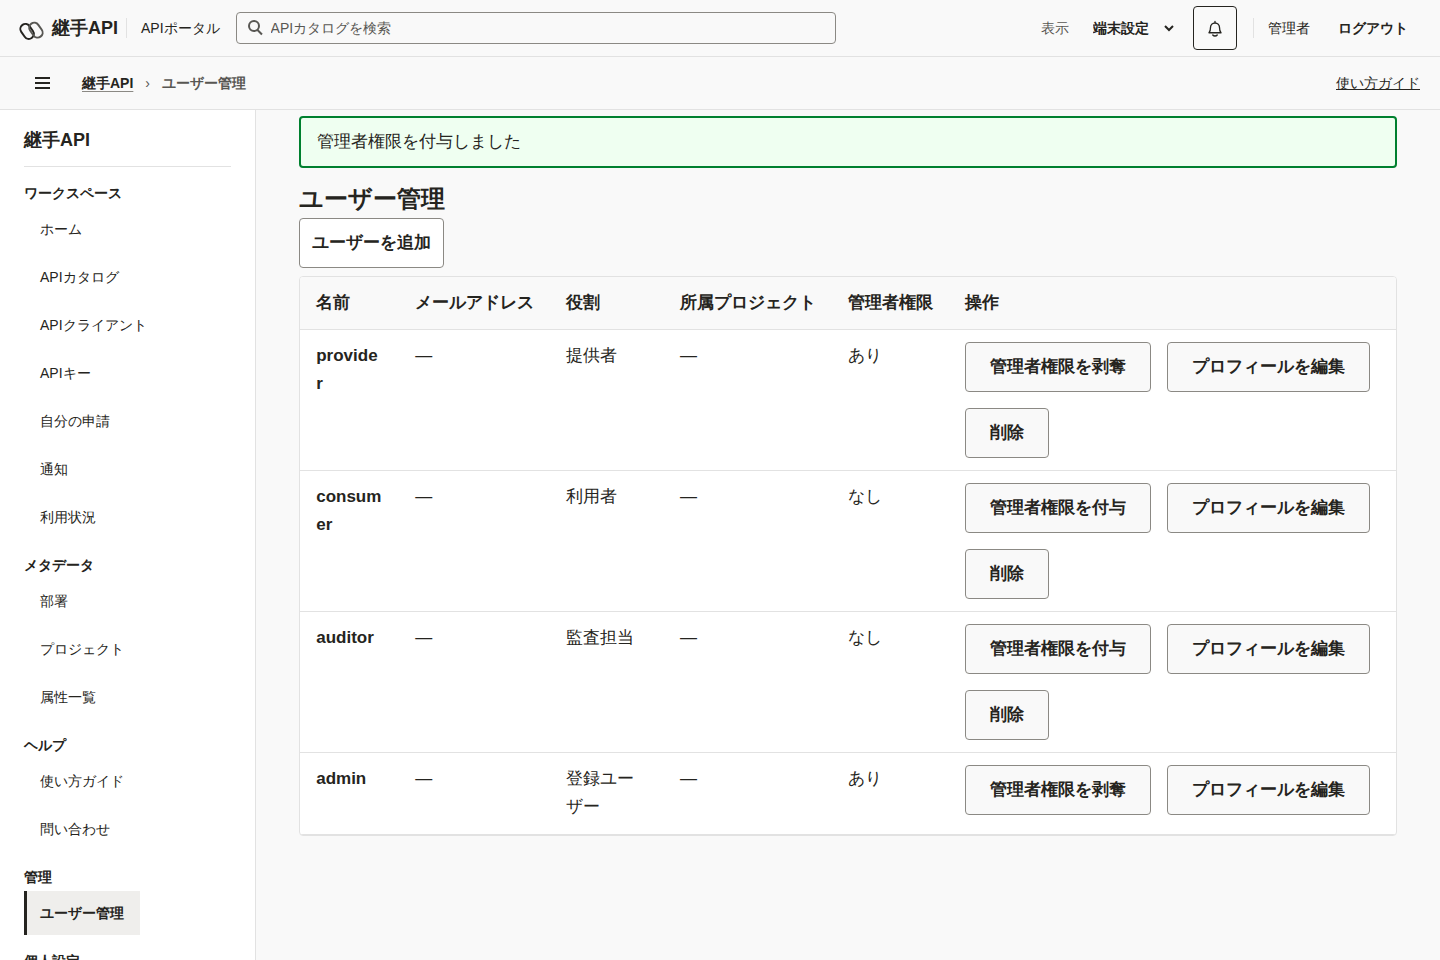 継手API
APIポータル
APIカタログを検索
表示
端末設定
管理者
ログアウト
継手API › ユーザー管理
使い方ガイド
継手API
ワークスペース
ホーム
APIカタログ
APIクライアント
APIキー
自分の申請
通知
利用状況
メタデータ
部署
プロジェクト
属性一覧
ヘルプ
使い方ガイド
問い合わせ
管理
ユーザー管理
個人設定
管理者権限を付与しました
ユーザー管理
ユーザーを追加
名前 メールアドレス 役割 所属プロジェクト 管理者権限 操作
provide
r
— 提供者 — あり 管理者権限を剥奪 プロフィールを編集
削除
consum
er
— 利用者 — なし 管理者権限を付与 プロフィールを編集
削除
auditor — 監査担当 — なし 管理者権限を付与 プロフィールを編集
削除
admin — 登録ユー
ザー
— あり 管理者権限を剥奪 プロフィールを編集